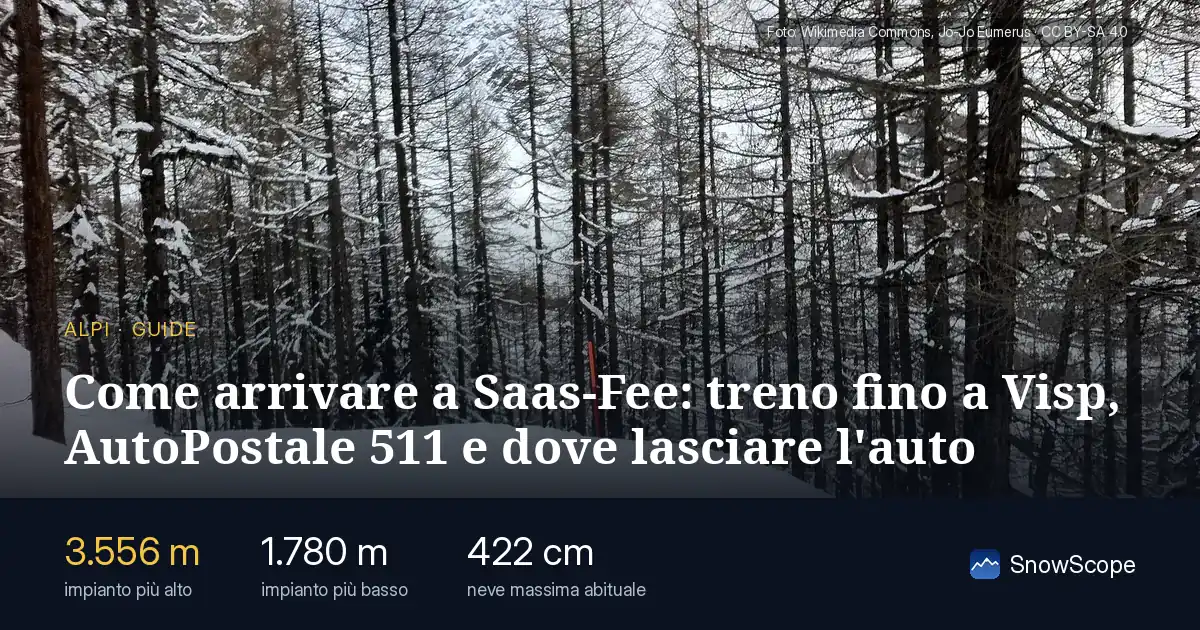 Foto: Wikimedia Commons, Jo-Jo Eumerus · CC BY-SA 4.0
ALPI · GUIDE
Come arrivare a Saas-Fee: treno fino a Visp,
AutoPostale 511 e dove lasciare l'auto
3.556 m
impianto più alto
1.780 m
impianto più basso
422 cm
neve massima abituale
SnowScope